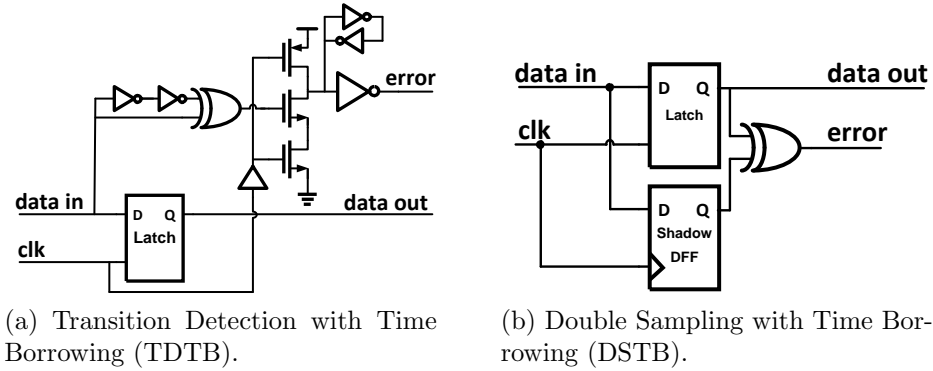 error
data in
data out
D Q
Latch
clk
(a) Transition Detection with Time
Borrowing (TDTB).
data in
data out
D Q
Latch
clk
error
D Q
Shadow
DFF
(b) Double Sampling with Time Bor-
rowing (DSTB).